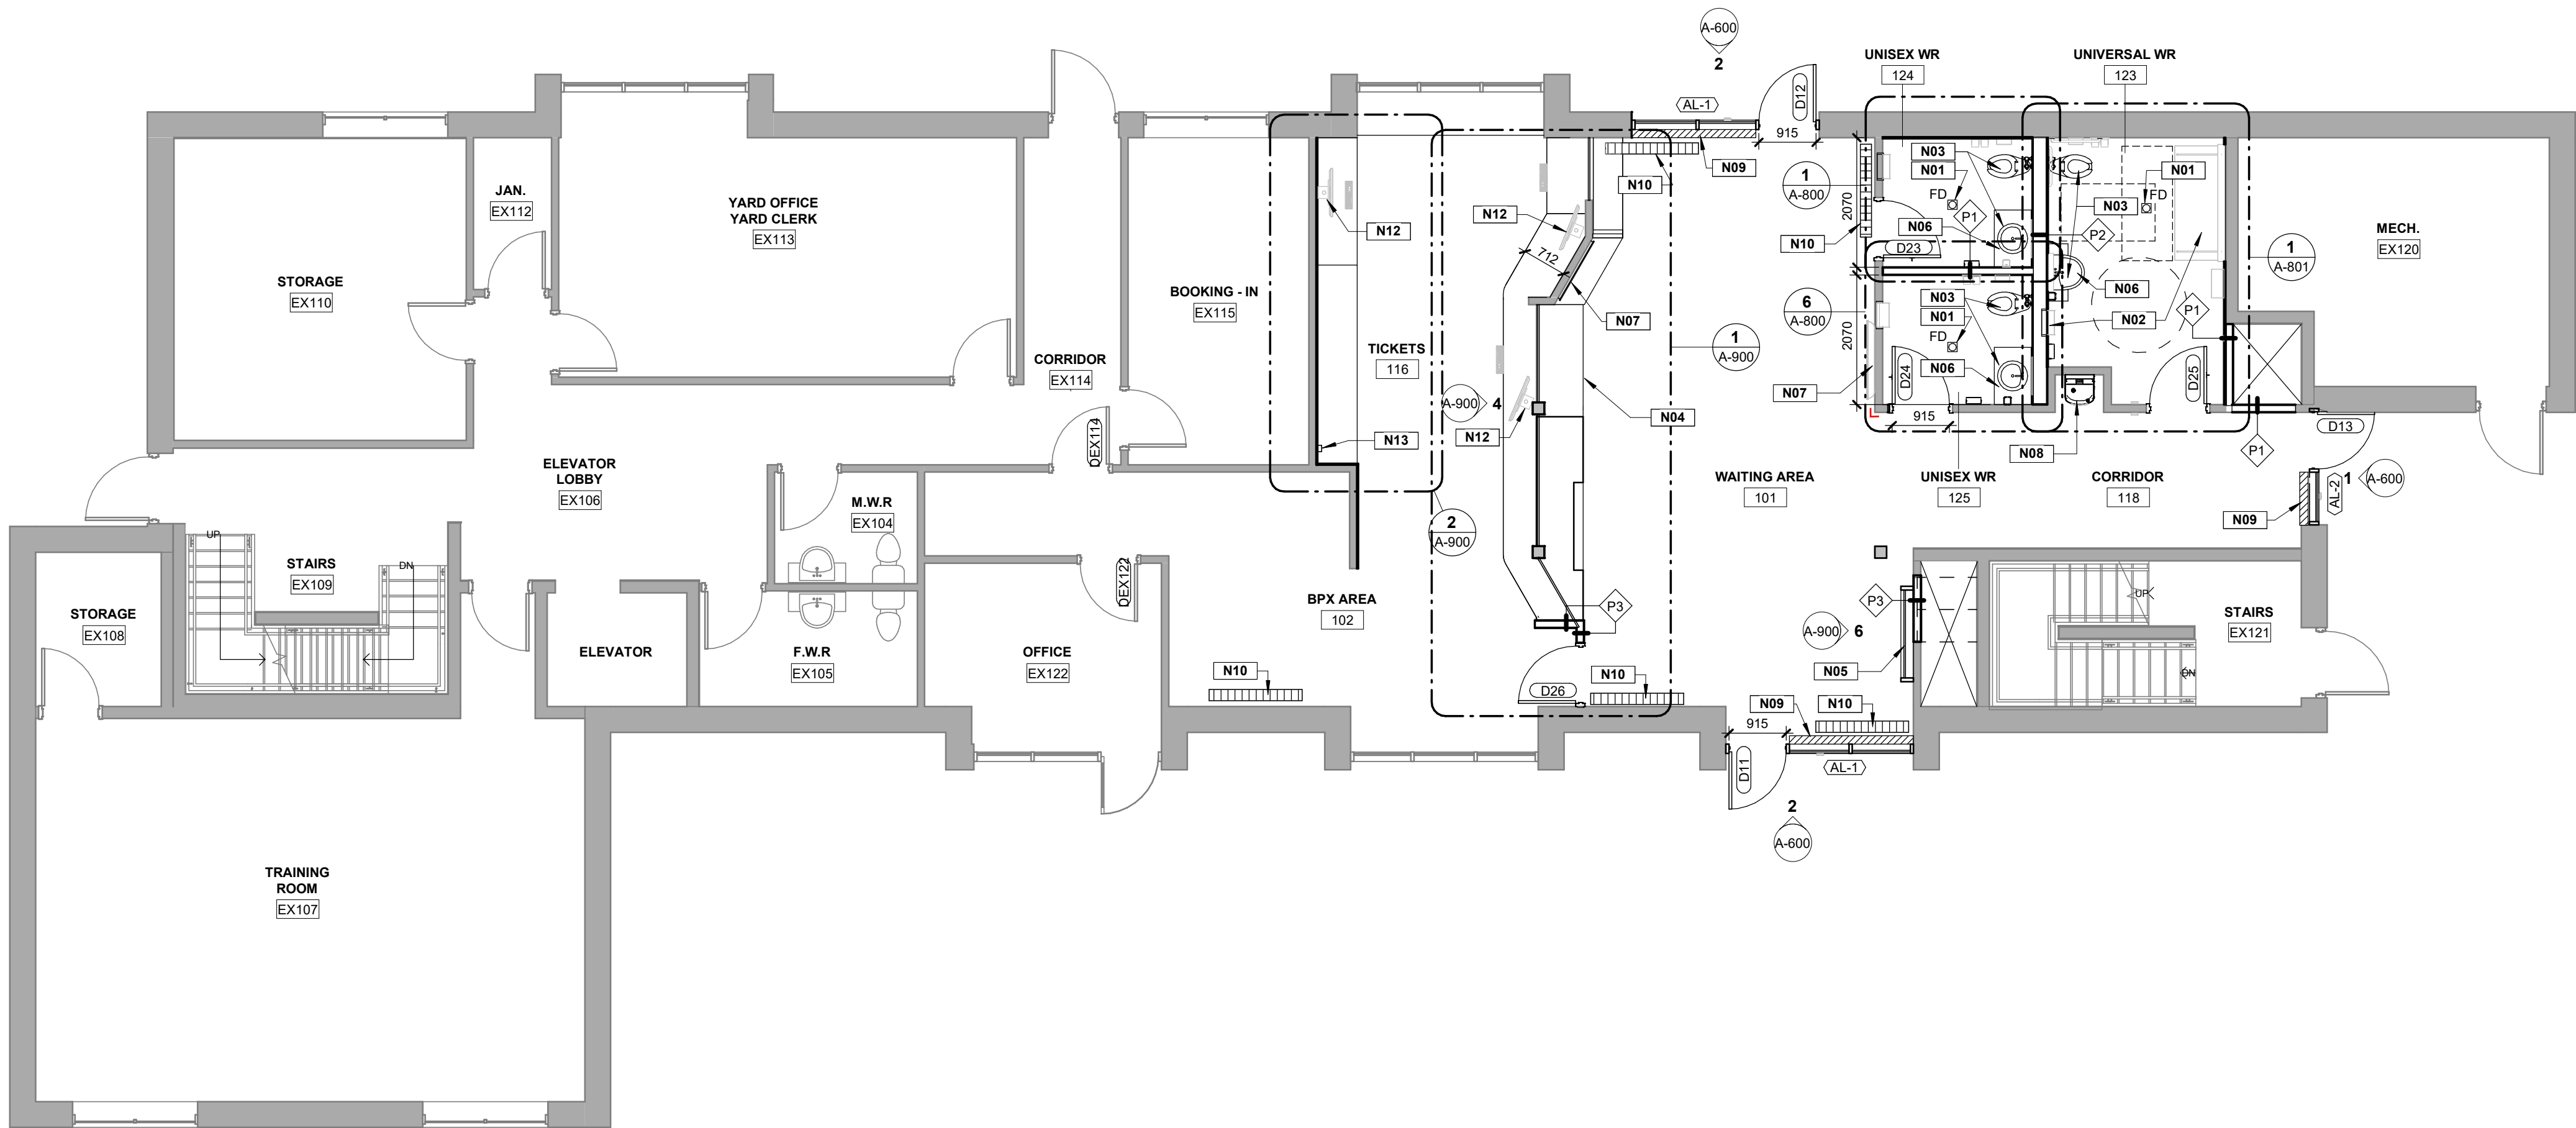 A-600
2
UNISEX WR
124
UNIVERSAL WR
123
AL-1
D12
915
N09
N10
JAN.
EX112
YARD OFFICE
YARD CLERK
EX113
STORAGE
EX110
BOOKING - IN
EX115
CORRIDOR
EX114
DEX114
TICKETS
116
N12
N12
712
N07
N13
A-900
4
N12
N04
1
A-900
2
A-900
1
A-800
2070
N10
N03
N01
FD
N06
P1
D23
P2
N03
N01
FD
N06
N02
P1
1
A-801
MECH.
EX120
6
A-800
2070
N07
N03
N01
FD
N06
D24
915
D25
N08
P1
D13
1
A-600
AL-2
N09
WAITING AREA
101
UNISEX WR
125
CORRIDOR
118
ELEVATOR
LOBBY
EX106
M.W.R
EX104
UP
DN
STAIRS
EX109
STORAGE
EX108
ELEVATOR
F.W.R
EX105
DEX122
OFFICE
EX122
BPX AREA
102
N10
P3
D26
N10
P3
A-900
6
N05
N09
N10
915
D11
AL-1
2
A-600
UP
STAIRS
EX121
DN
TRAINING
ROOM
EX107